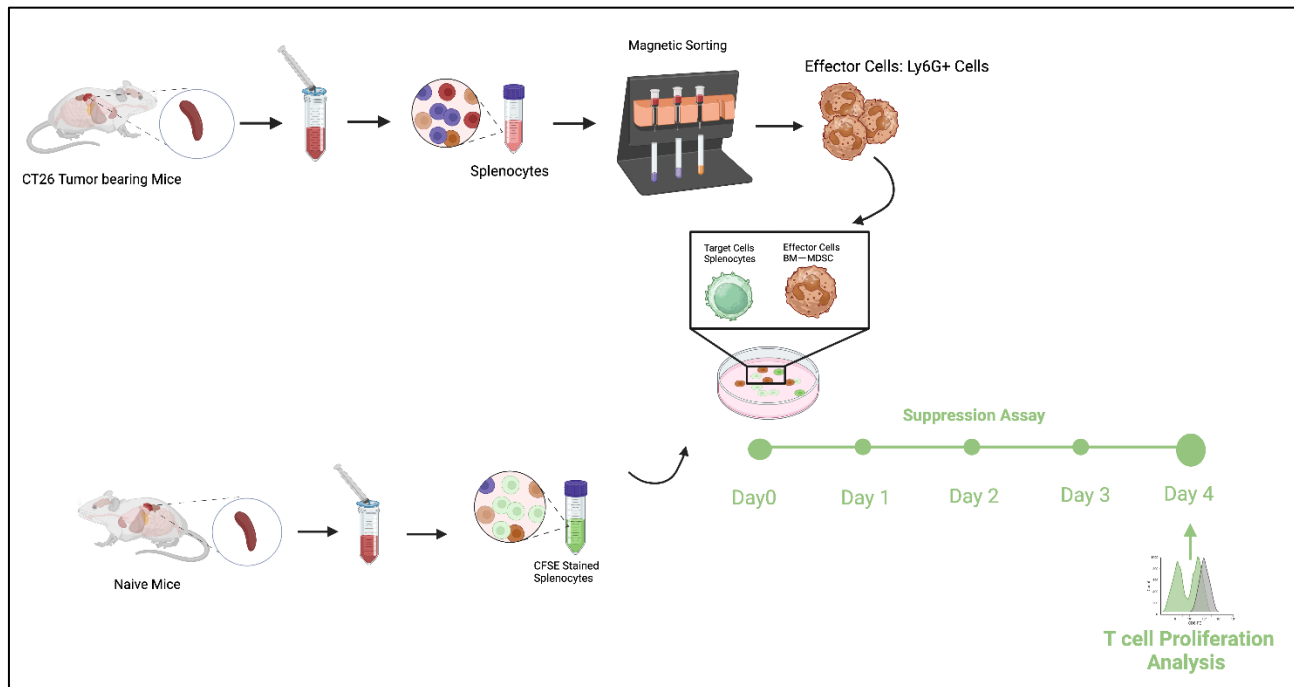 Magnetic Sorting
Effector Cells: Ly6G+ Cells
CT26 Tumor bearing Mice
Splenocytes
Target Cells
Splenocytes
Effector Cells
BM—MDSC
Suppression Assay
Day0
Day 1
Day 2
Day 3
Day 4
Naive Mice
CFSE Stained
Splenocytes
T cell Proliferation
Analysis